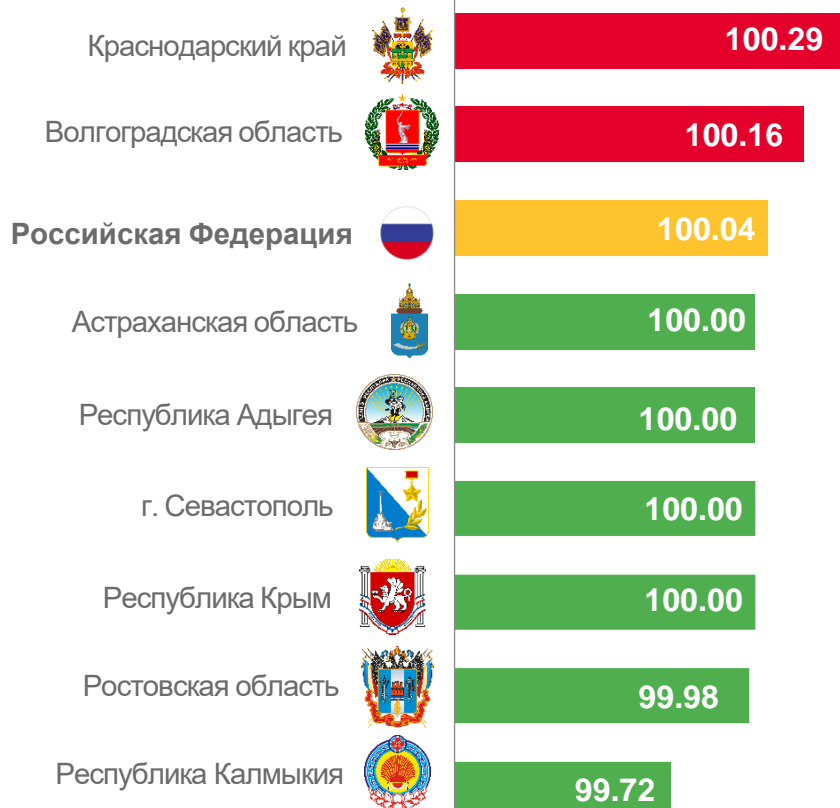 Краснодарский край 100.29
Волгоградская область 100.16
Российская Федерация 100.04
Астраханская область 100.00
Республика Адыгея 100.00
г. Севастополь 100.00
Республика Крым 100.00
Ростовская область 99.98
Республика Калмыкия 99.72